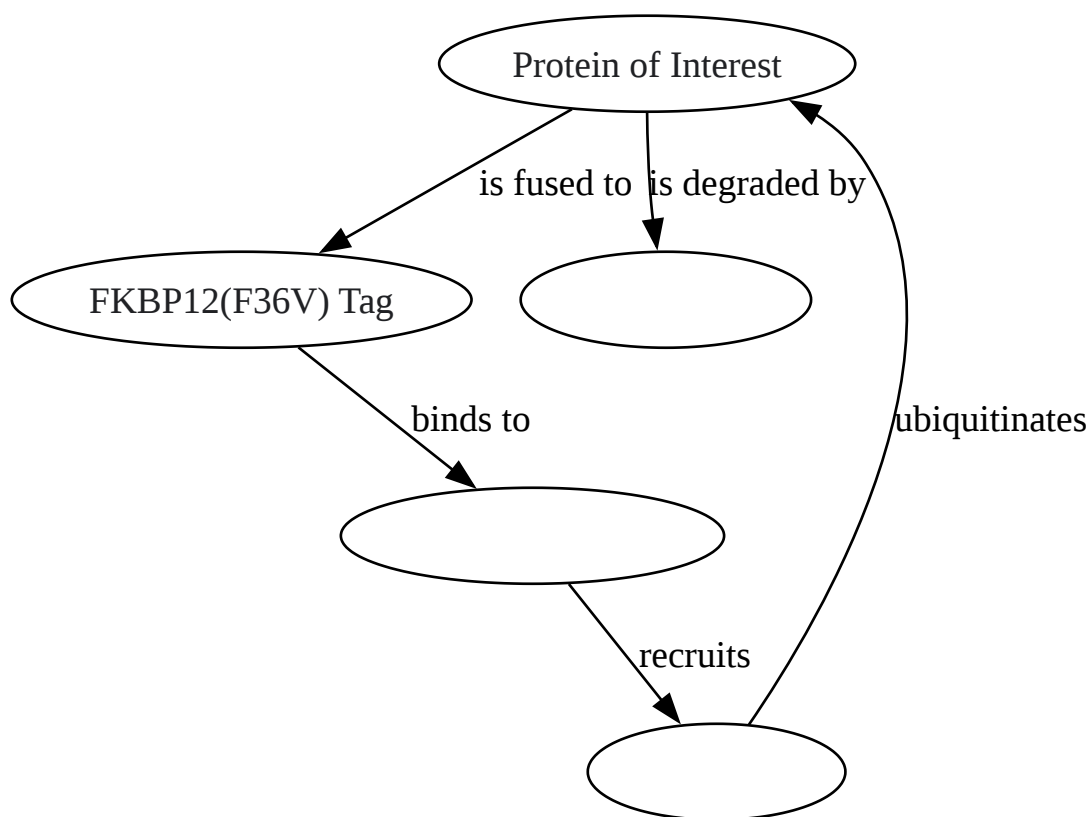 Protein of Interest
is fused to
is degraded by
FKBP12(F36V) Tag
binds to
ubiquitinates
recruits